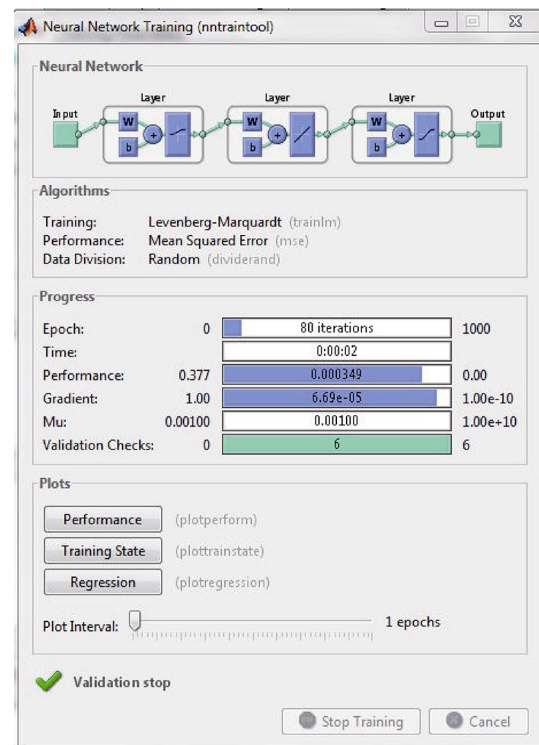 Neural Network Training (nntraintool)
Neural Network
Layer Layer Layer
Input Output
W W W
b b b
Algorithms
Training: Levenberg-Marquardt (trainlm)
Performance: Mean Squared Error (mse)
Data Division: Random (dividerand)
Progress
Epoch: 0 80 iterations 1000
Time: 0:00:02
Performance: 0.377 0.000349 0.00
Gradient: 1.00 6.69e-05 1.00e-10
Mu: 0.00100 0.00100 1.00e+10
Validation Checks: 0 6 6
Plots
Performance (plotperform)
Training State (plottrainstate)
Regression (plotregression)
Plot Interval: 1 epochs
Validation stop
Stop Training Cancel